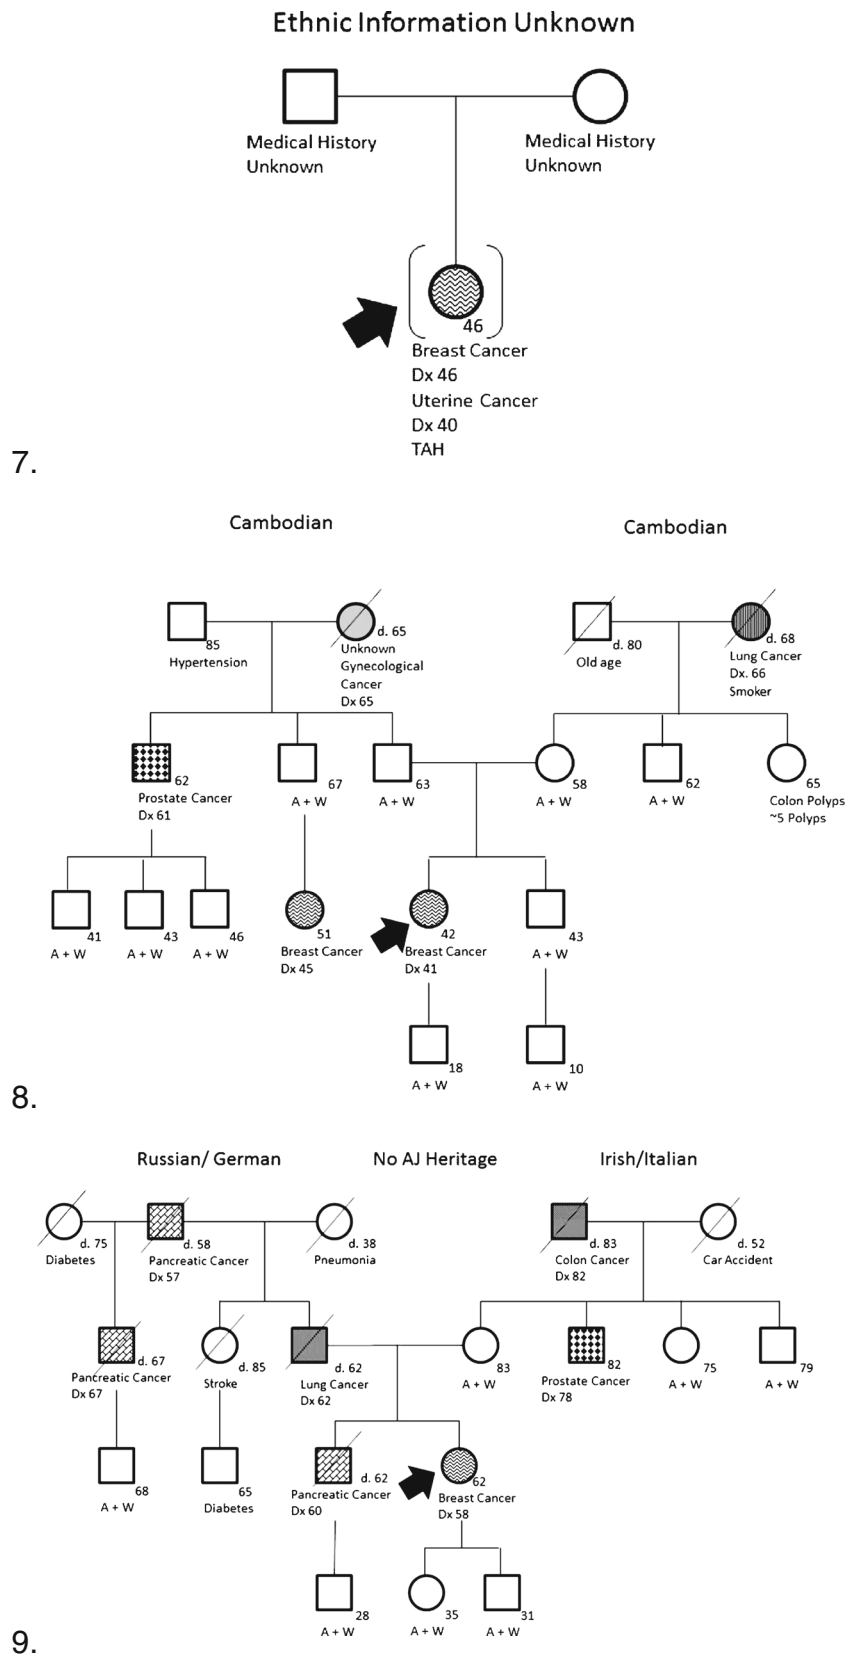 Ethnic Information Unknown
Medical History
Unknown
Medical History
Unknown
46
Breast Cancer
Dx 46
Uterine Cancer
Dx 40
TAH
7.
Cambodian
Cambodian
85
Hypertension
d. 65
Unknown
Gynecological
Cancer
Dx 65
d. 80
Old age
d. 68
Lung Cancer
Dx. 66
Smoker
62
Prostate Cancer
Dx 61
67
A + W
63
A + W
58
A + W
62
A + W
65
Colon Polyps
~5 Polyps
41
A + W
43
A + W
46
A + W
51
Breast Cancer
Dx 45
42
Breast Cancer
Dx 41
43
A + W
18
A + W
10
A + W
8.
Russian/ German
No AJ Heritage
Irish/Italian
d. 75
Diabetes
d. 58
Pancreatic Cancer
Dx 57
d. 38
Pneumonia
d. 83
Colon Cancer
Dx 82
d. 52
Car Accident
d. 67
Pancreatic Cancer
Dx 67
d. 85
Stroke
d. 62
Lung Cancer
Dx 62
83
A + W
82
Prostate Cancer
Dx 78
75
A + W
79
A + W
68
A + W
65
Diabetes
d. 62
Pancreatic Cancer
Dx 60
62
Breast Cancer
Dx 58
28
A + W
35
A + W
31
A + W
9.